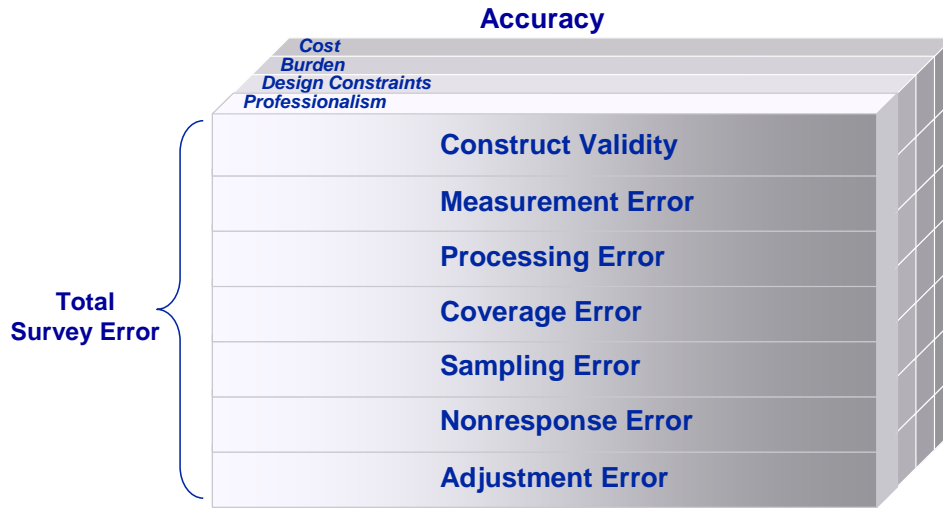 Accuracy
Cost
Burden
Design Constraints
Professionalism
Construct Validity
Measurement Error
Processing Error
Coverage Error
Sampling Error
Nonresponse Error
Adjustment Error
Total
Survey Error